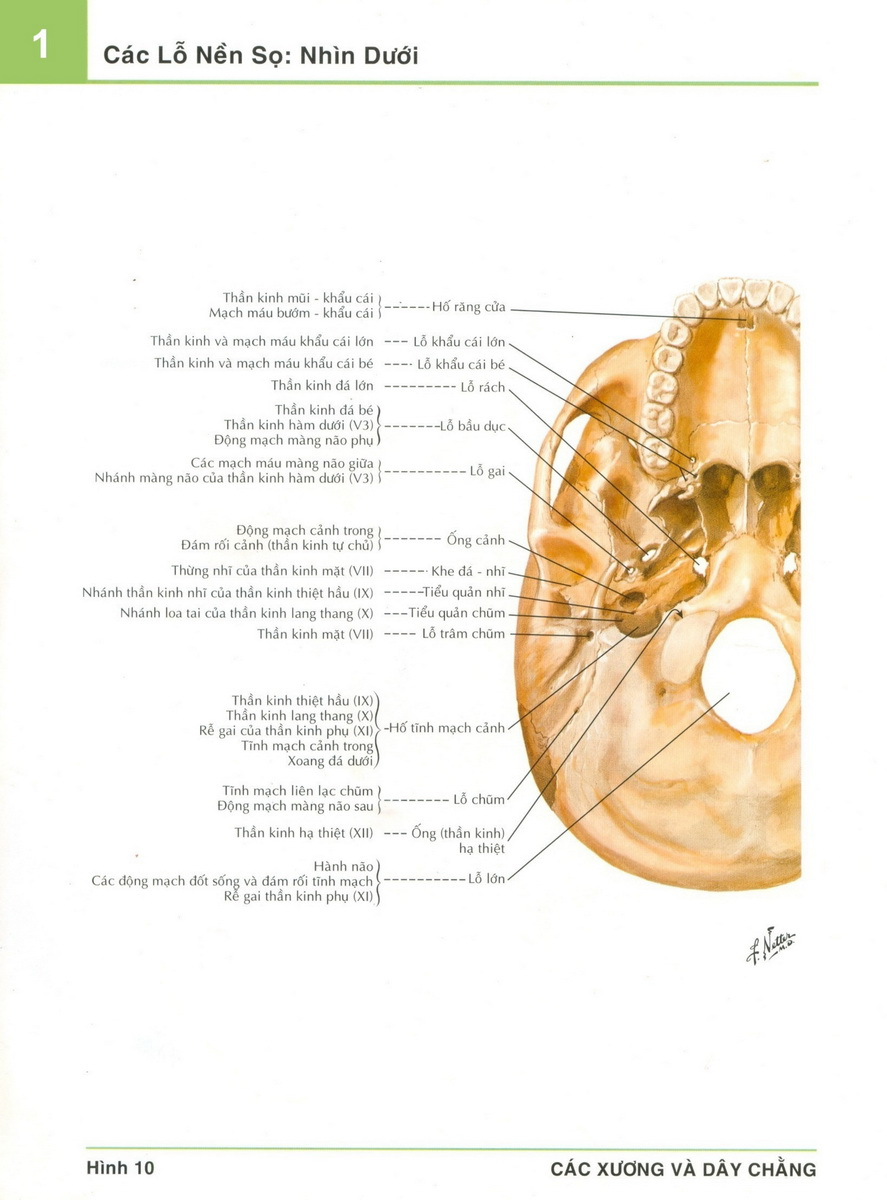 1
Các Lỗ Nền Sọ: Nhìn Dưới
Thần kinh mũi - khẩu cái
Mạch máu bướm - khẩu cái
Hố răng cửa
Thần kinh và mạch máu khẩu cái lớn
Lỗ khẩu cái lớn
Thần kinh và mạch máu khẩu cái bé
Lỗ khẩu cái bé
Thần kinh đá lớn
Lỗ rách
Thần kinh đá bé
Thần kinh hàm dưới (V3)
Động mạch màng não phụ
Lỗ bầu dục
Các mạch máu màng não giữa
Nhánh màng não của thần kinh hàm dưới (V3)
Lỗ gai
Động mạch cảnh trong
Đám rối cảnh (thần kinh tự chủ)
Ống cảnh
Thừng nhĩ của thần kinh mặt (VII)
Khe đá - nhĩ
Nhánh thần kinh nhĩ của thần kinh thiệt hầu (IX)
Tiểu quản nhĩ
Nhánh loa tai của thần kinh lang thang (X)
Tiểu quản chũm
Thần kinh mặt (VII)
Lỗ trâm chũm
Thần kinh thiệt hầu (IX)
Thần kinh lang thang (X)
Rễ gai của thần kinh phụ (XI)
Tĩnh mạch cảnh trong
Xoang đá dưới
Hố tĩnh mạch cảnh
Tĩnh mạch liên lạc chũm
Động mạch màng não sau
Lỗ chũm
Thần kinh hạ thiệt (XII)
Ống (thần kinh)
hạ thiệt
Hành não
Các động mạch đốt sống và đám rối tĩnh mạch
Rễ gai thần kinh phụ (XI)
Lỗ lớn
F. Netter
M.D.
Hình 10
CÁC XƯƠNG VÀ DÂY CHẰNG